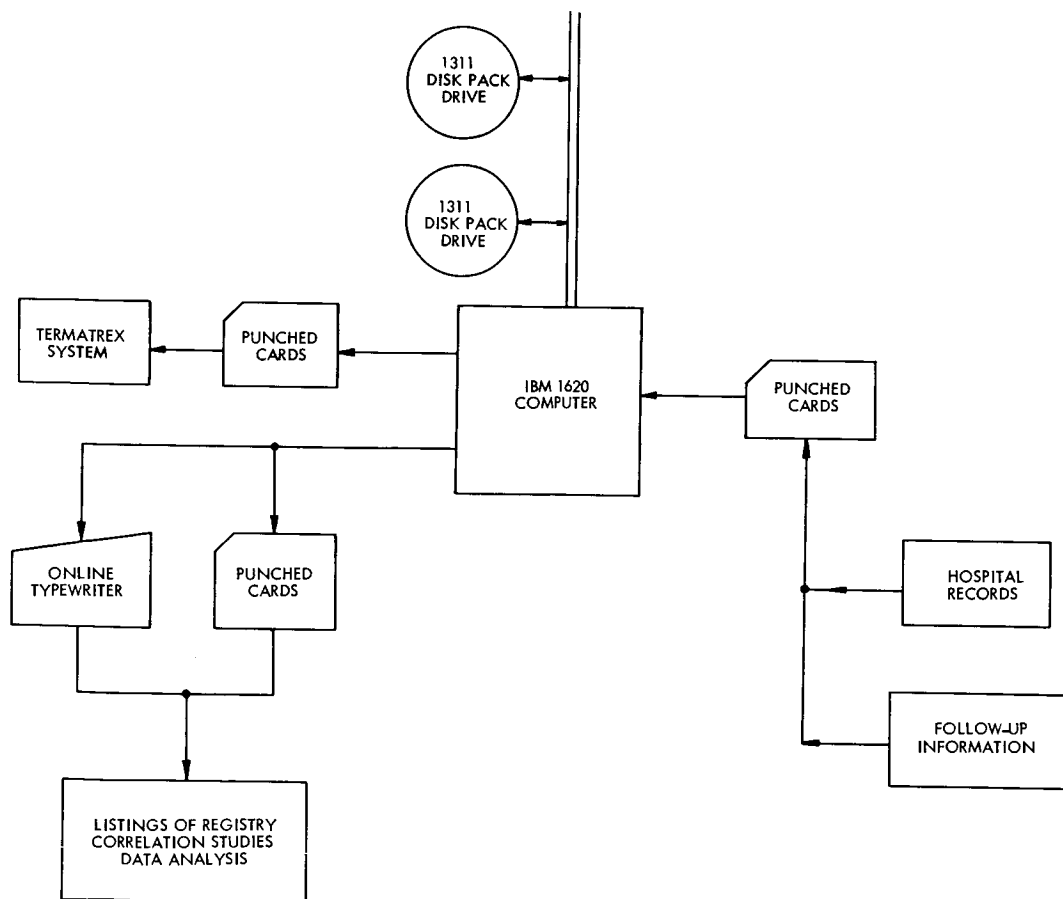 1311
DISK PACK
DRIVE
1311
DISK PACK
DRIVE
TERMATREX
SYSTEM
PUNCHED
CARDS
IBM 1620
COMPUTER
PUNCHED
CARDS
ONLINE
TYPEWRITER
PUNCHED
CARDS
HOSPITAL
RECORDS
FOLLOW-UP
INFORMATION
LISTINGS OF REGISTRY
CORRELATION STUDIES
DATA ANALYSIS